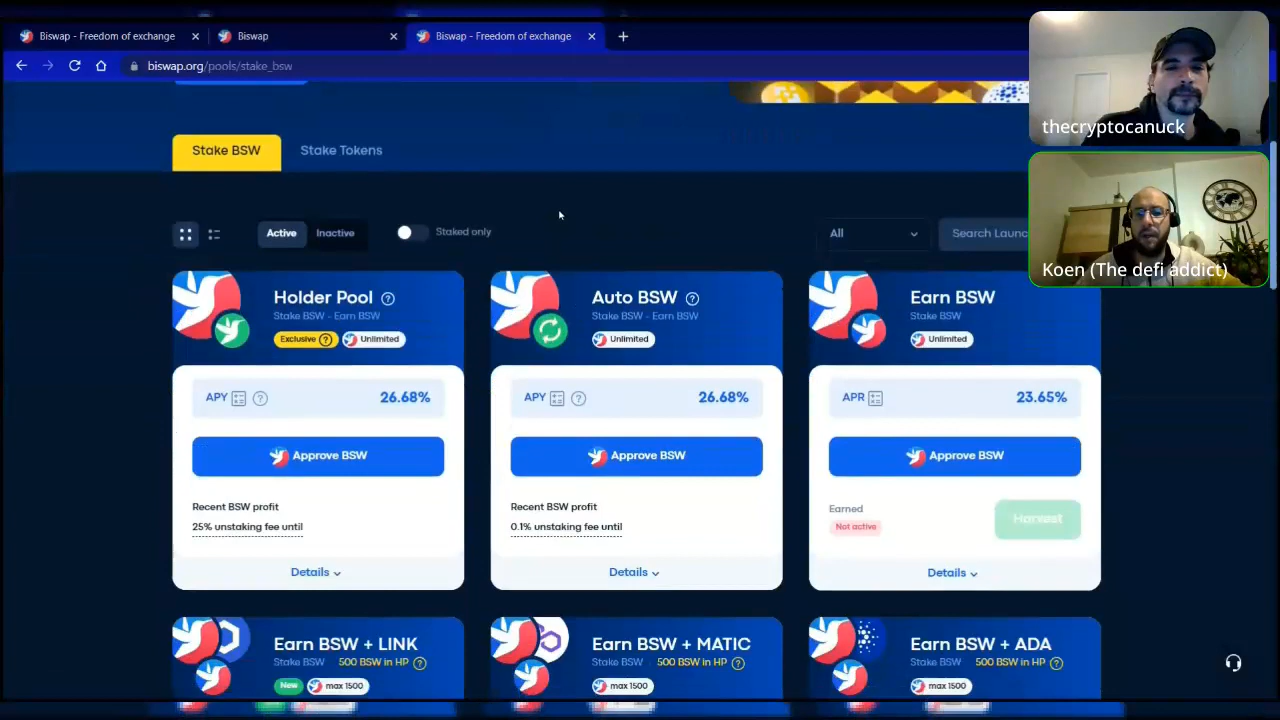 Biswap - Freedom of exchange
Biswap
Biswap - Freedom of exchange
biswap.org/pools/stake_bsw
thecryptocanuck
Koen (The defi addict)
Stake BSW
Stake Tokens
Active
Inactive
Staked only
All
Search Launc
Holder Pool
Stake BSW - Earn BSW
Exclusive
Unlimited
APY
26.68%
Approve BSW
Recent BSW profit
25% unstaking fee until
Details
Auto BSW
Stake BSW - Earn BSW
Unlimited
APY
26.68%
Approve BSW
Recent BSW profit
0.1% unstaking fee until
Details
Earn BSW
Stake BSW
Unlimited
APR
23.65%
Approve BSW
Earned
Not active
Harvest
Details
Earn BSW + LINK
Stake BSW 500 BSW in HP
New
max 1500
Earn BSW + MATIC
Stake BSW 500 BSW in HP
max 1500
Earn BSW + ADA
Stake BSW 500 BSW in HP
max 1500